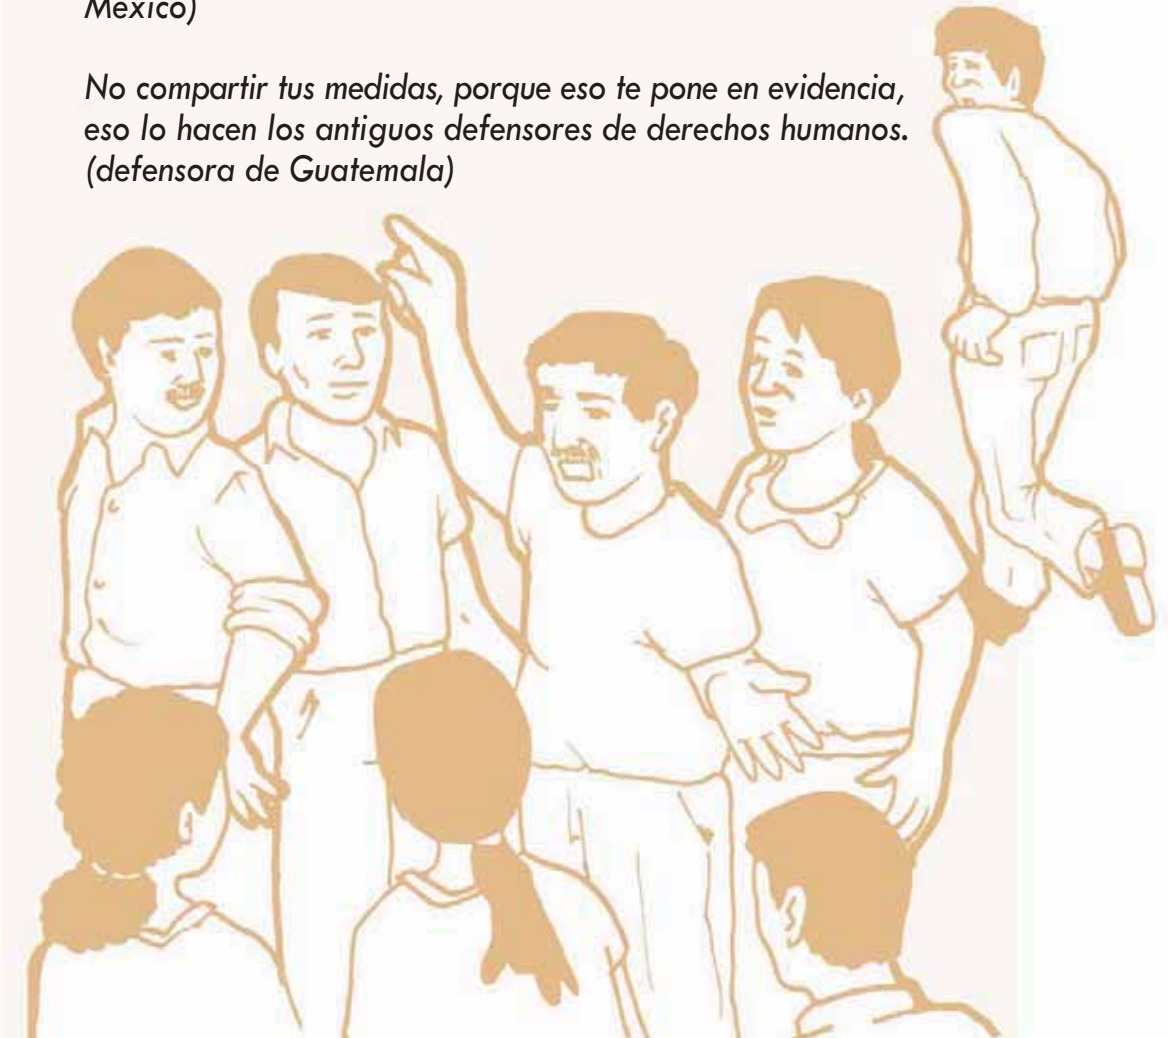 México)
No compartir tus medidas, porque eso te pone en evidencia,
eso lo hacen los antiguos defensores de derechos humanos.
(defensora de Guatemala)